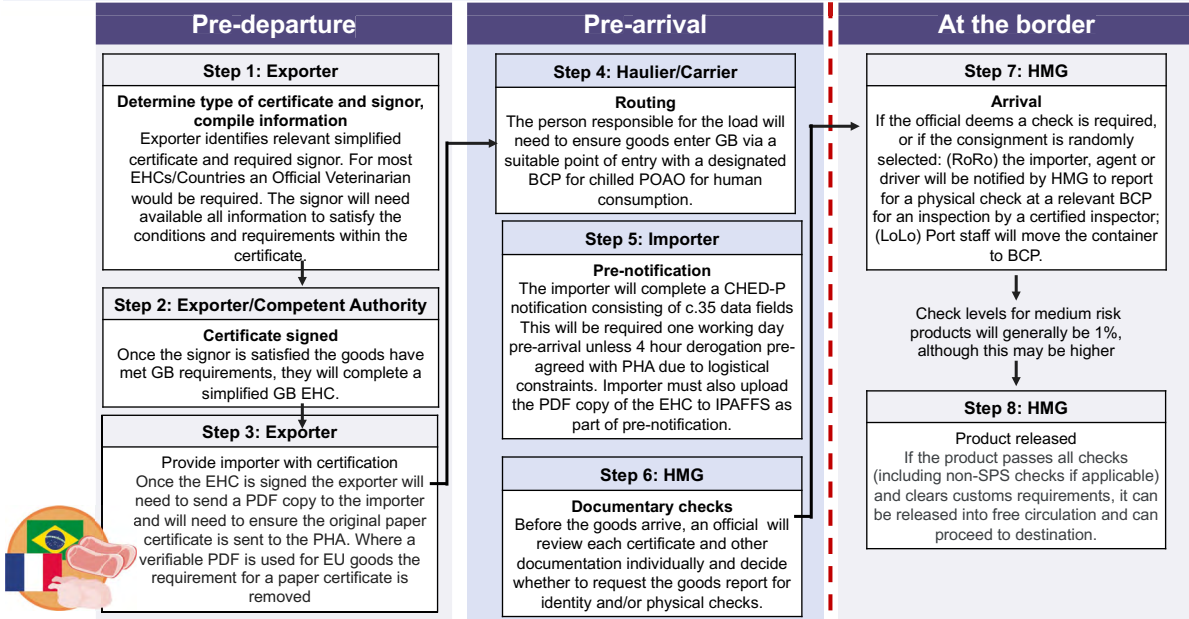 Pre-departure
Step 1: Exporter
Determine type of certificate and signor,
compile information
Exporter identifies relevant simplified
certificate and required signor. For most
EHCs/Countries an Official Veterinarian
would be required. The signor will need
available all information to satisfy the
conditions and requirements within the
certificate.
Step 2: Exporter/Competent Authority
Certificate signed
Once the signor is satisfied the goods have
met GB requirements, they will complete a
simplified GB EHC.
Step 3: Exporter
Provide importer with certification
Once the EHC is signed the exporter will
need to send a PDF copy to the importer
and will need to ensure the original paper
certificate is sent to the PHA. Where a
verifiable PDF is used for EU goods the
requirement for a paper certificate is
removed
Pre-arrival
Step 4: Haulier/Carrier
Routing
The person responsible for the load will
need to ensure goods enter GB via a
suitable point of entry with a designated
BCP for chilled POAO for human
consumption.
Step 5: Importer
Pre-notification
The importer will complete a CHED-P
notification consisting of c.35 data fields
This will be required one working day
pre-arrival unless 4 hour derogation pre-
agreed with PHA due to logistical
constraints. Importer must also upload
the PDF copy of the EHC to IPAFFS as
part of pre-notification.
Step 6: HMG
Documentary checks
Before the goods arrive, an official will
review each certificate and other
documentation individually and decide
whether to request the goods report for
identity and/or physical checks.
At the border
Step 7: HMG
Arrival
If the official deems a check is required,
or if the consignment is randomly
selected: (RoRo) the importer, agent or
driver will be notified by HMG to report
for a physical check at a relevant BCP
for an inspection by a certified inspector;
(LoLo) Port staff will move the container
to BCP.
Check levels for medium risk
products will generally be 1%,
although this may be higher
Step 8: HMG
Product released
If the product passes all checks
(including non-SPS checks if applicable)
and clears customs requirements, it can
be released into free circulation and can
proceed to destination.